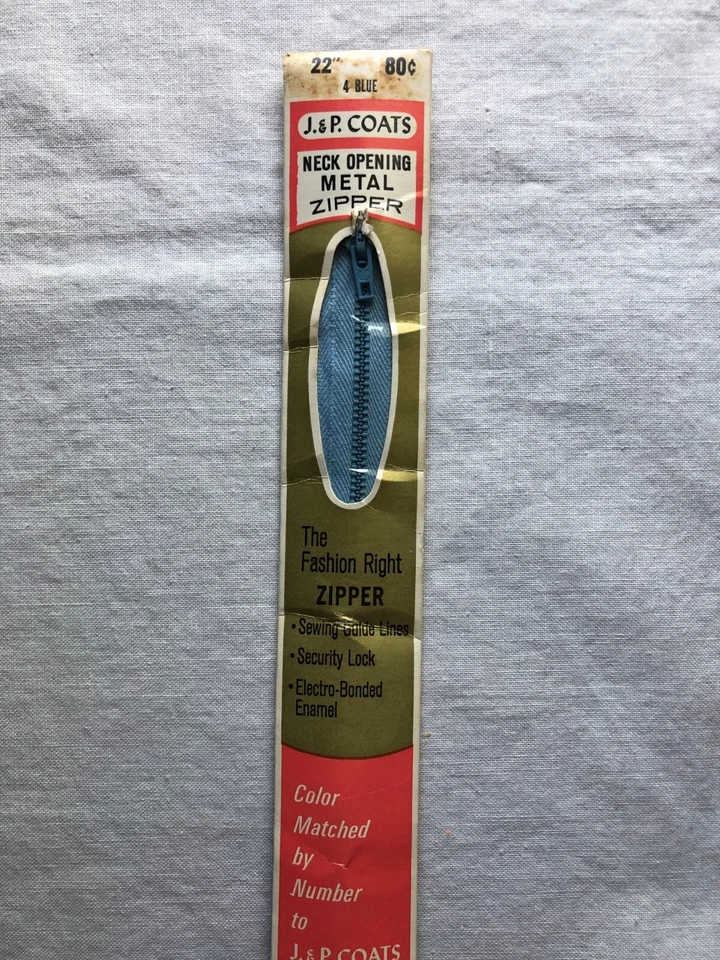 22" 80¢
4 BLUE
J.&P. COATS
NECK OPENING
METAL
ZIPPER
The
Fashion Right
ZIPPER
• Sewing Guide Lines
• Security Lock
• Electro-Bonded
Enamel
Color
Matched
by
Number
to
J.&P. COATS